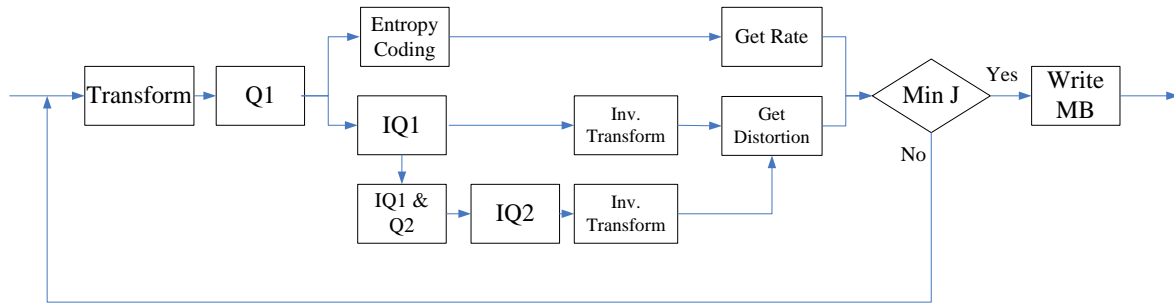 Entropy
Coding
Get Rate
Transform
Q1
Min J
Yes
Write
MB
IQ1
Inv.
Transform
Get
Distortion
No
IQ1 &
Q2
IQ2
Inv.
Transform